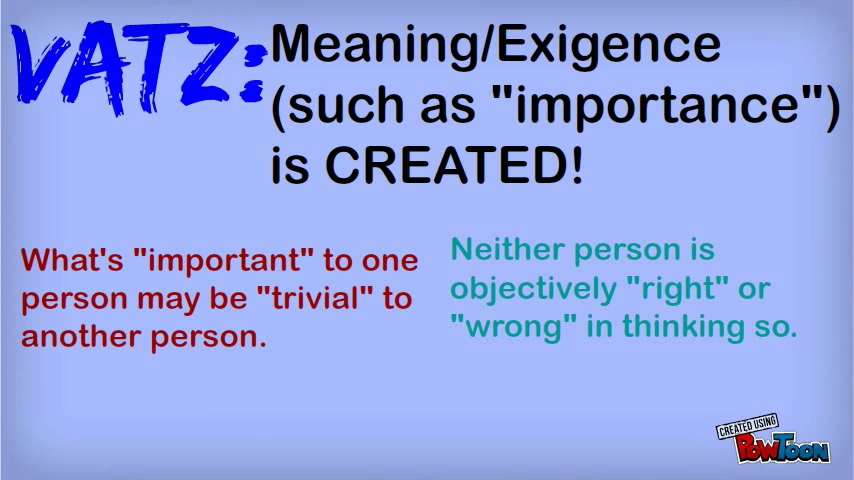 VATZ: Meaning/Exigence
(such as "importance")
is CREATED!
What's "important" to one
person may be "trivial" to
another person.
Neither person is
objectively "right" or
"wrong" in thinking so.
CREATED USING
POWTOON